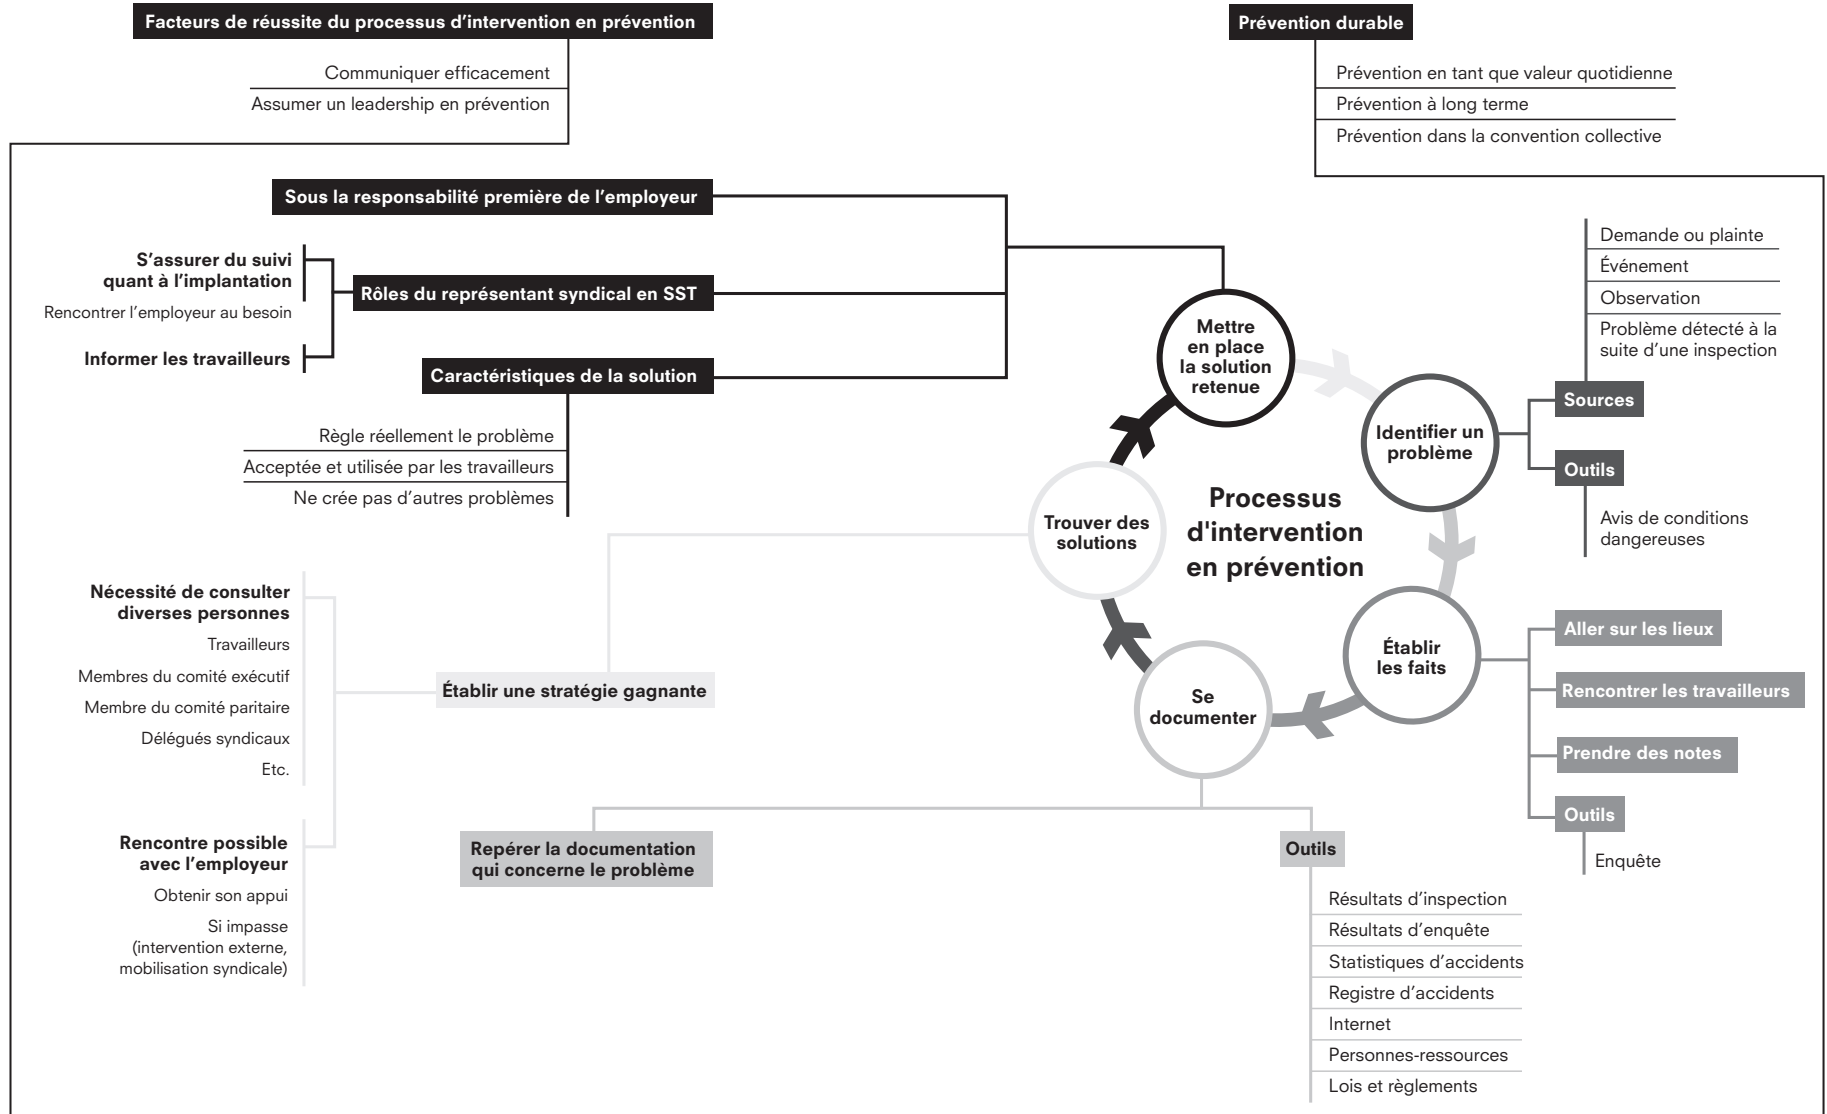 Facteurs de réussite du processus d’intervention en prévention
Communiquer efficacement
Assumer un leadership en prévention
Prévention durable
Prévention en tant que valeur quotidienne
Prévention à long terme
Prévention dans la convention collective
Sous la responsabilité première de l’employeur
S’assurer du suivi
quant à l’implantation
Rencontrer l’employeur au besoin
Informer les travailleurs
Rôles du représentant syndical en SST
Caractéristiques de la solution
Règle réellement le problème
Acceptée et utilisée par les travailleurs
Ne crée pas d’autres problèmes
Mettre
en place
la solution
retenue
Identifier un
problème
Demande ou plainte
Événement
Observation
Problème détecté à la
suite d’une inspection
Sources
Outils
Avis de conditions
dangereuses
Processus
d'intervention
en prévention
Trouver des
solutions
Établir
les faits
Aller sur les lieux
Rencontrer les travailleurs
Prendre des notes
Outils
Enquête
Se
documenter
Nécessité de consulter
diverses personnes
Travailleurs
Membres du comité exécutif
Membre du comité paritaire
Délégués syndicaux
Etc.
Établir une stratégie gagnante
Rencontre possible
avec l’employeur
Obtenir son appui
Si impasse
(intervention externe,
mobilisation syndicale)
Repérer la documentation
qui concerne le problème
Outils
Résultats d’inspection
Résultats d’enquête
Statistiques d’accidents
Registre d’accidents
Internet
Personnes-ressources
Lois et règlements